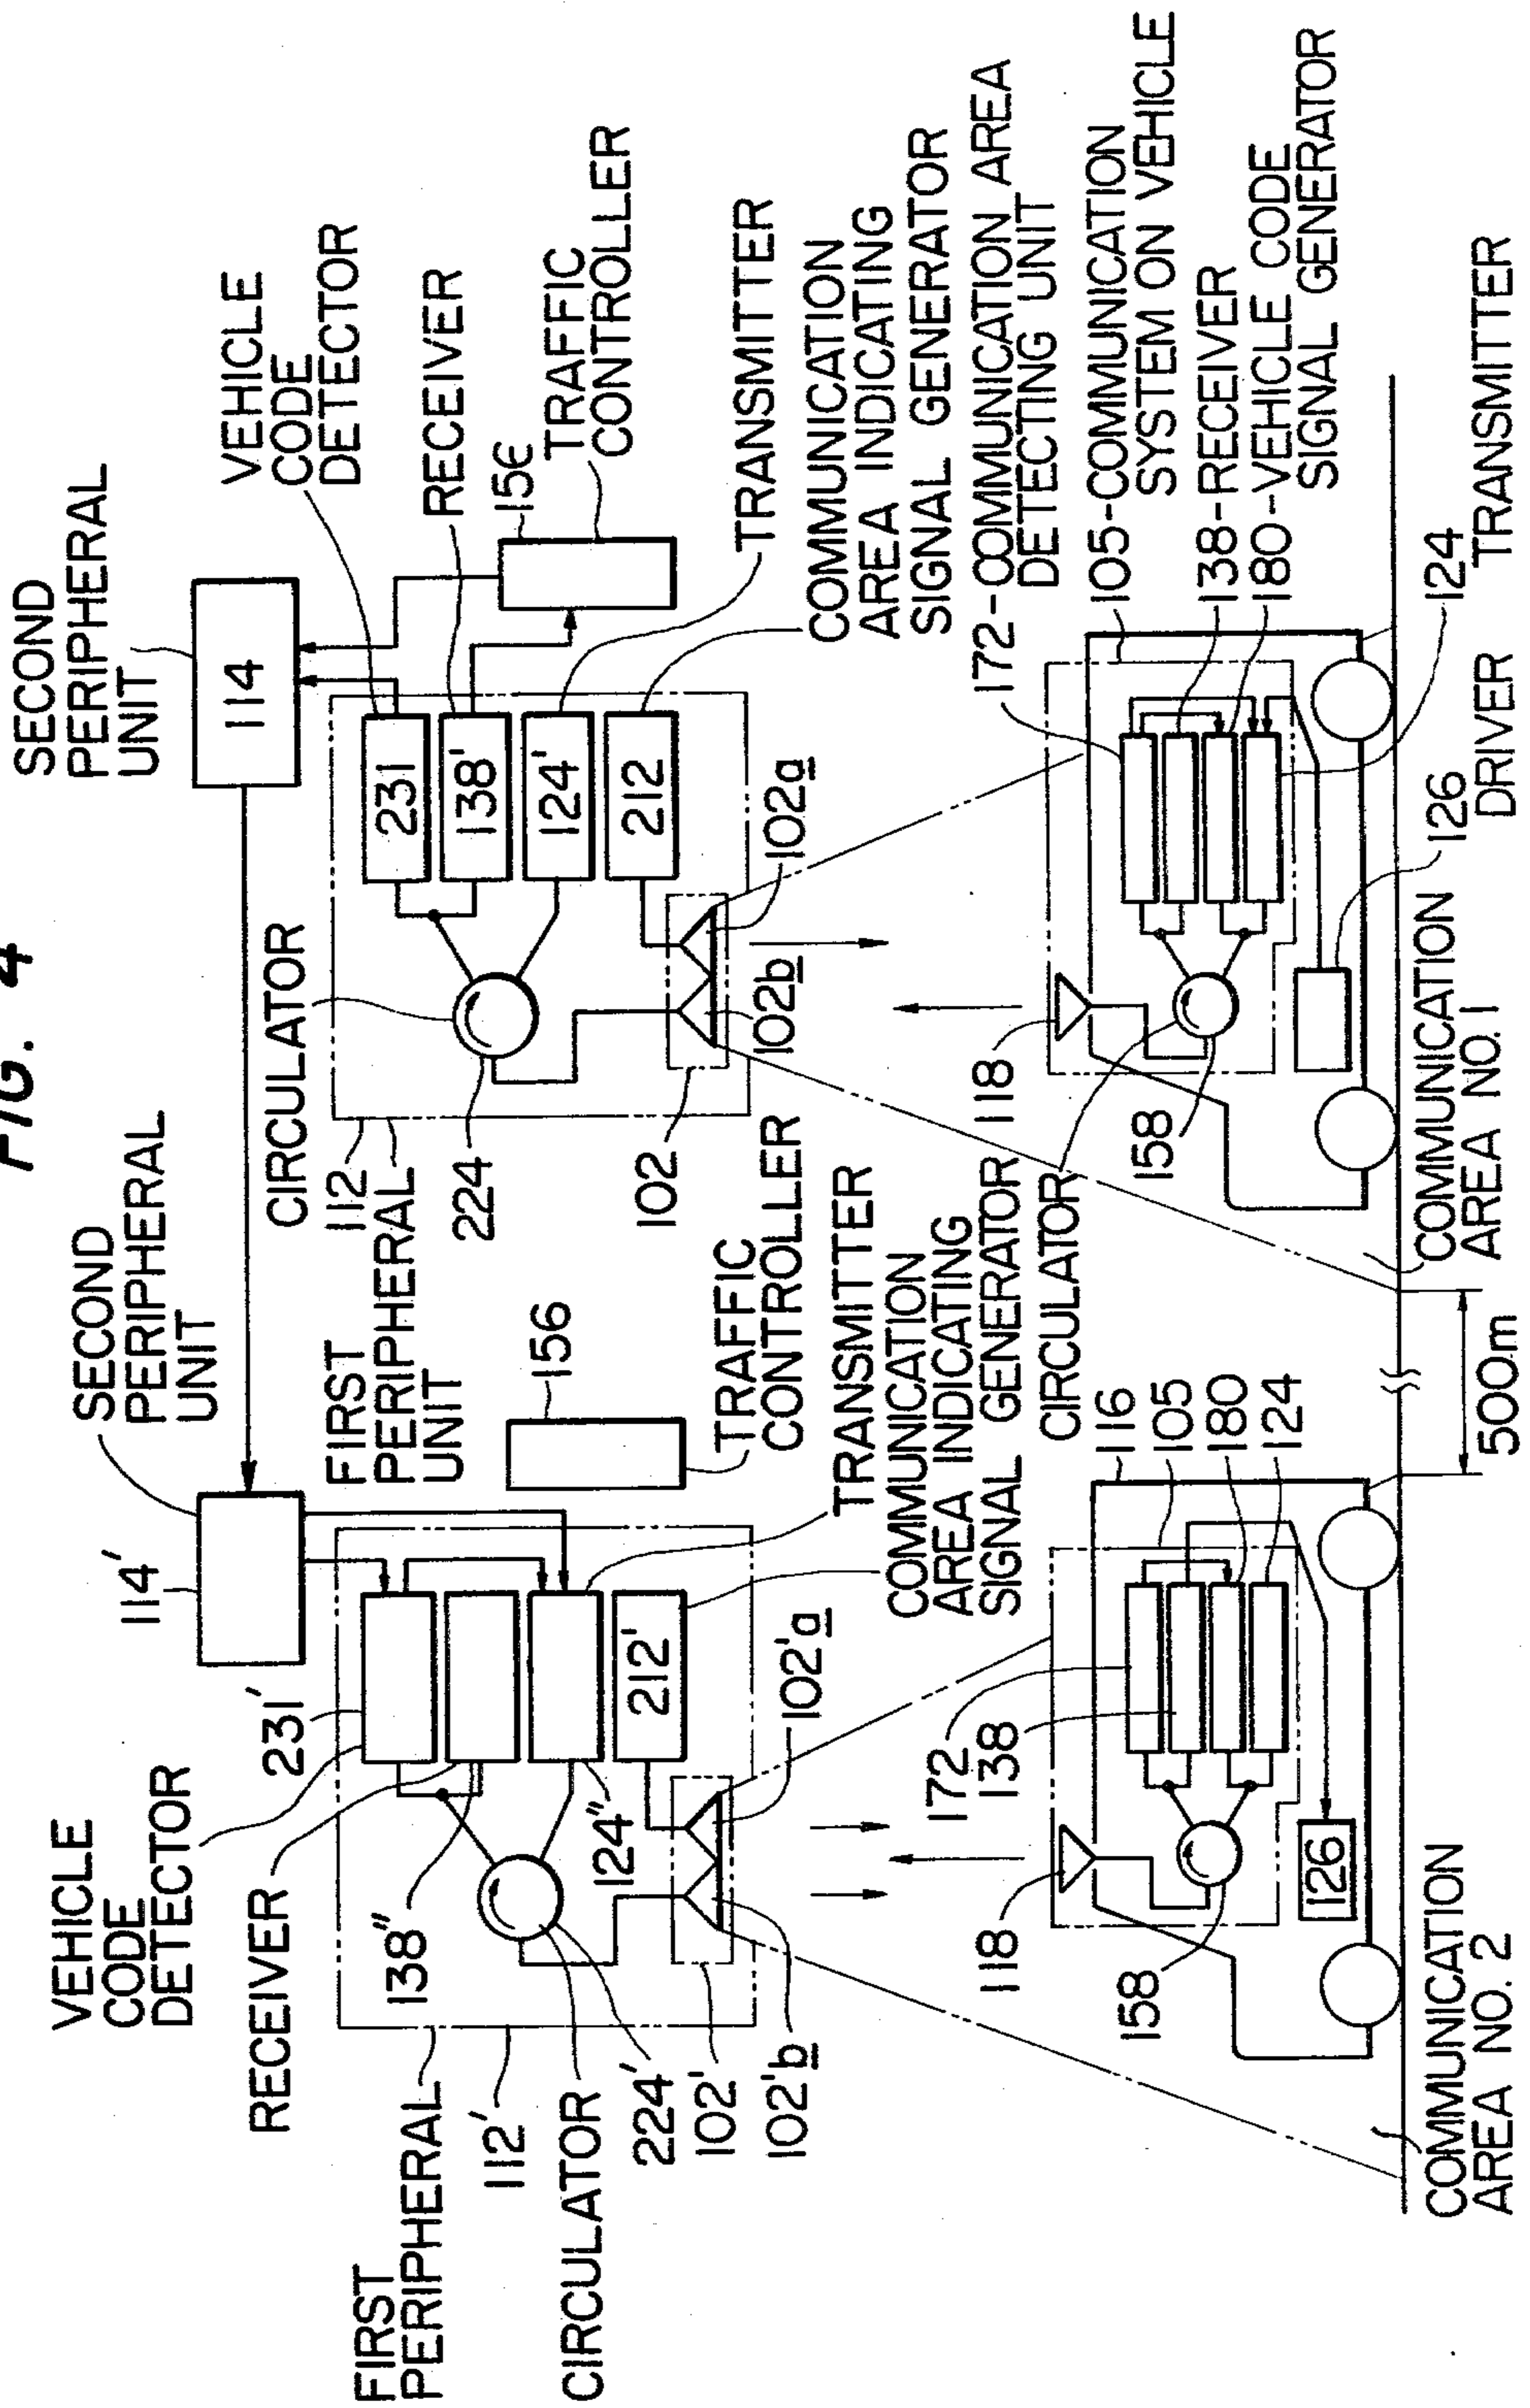 FIG. 4
SECOND
PERIPHERAL
UNIT
114
VEHICLE
CODE
DETECTOR
RECEIVER
156
TRAFFIC
CONTROLLER
TRANSMITTER
COMMUNICATION
AREA INDICATING
SIGNAL GENERATOR
231
138'
124'
212
CIRCULATOR
112
FIRST
PERIPHERAL
UNIT
224
102
102b
102a
172-COMMUNICATION AREA
DETECTING UNIT
105-COMMUNICATION
SYSTEM ON VEHICLE
138-RECEIVER
180-VEHICLE CODE
SIGNAL GENERATOR
124
TRANSMITTER
126
DRIVER
118
158
CIRCULATOR
COMMUNICATION
AREA NO. 1
500m
SECOND
PERIPHERAL
UNIT
114'
VEHICLE
CODE
DETECTOR
231'
RECEIVER
138"
156
TRAFFIC
CONTROLLER
TRANSMITTER
COMMUNICATION
AREA INDICATING
SIGNAL GENERATOR
212'
124"
FIRST
PERIPHERAL
112'
CIRCULATOR
224'
102'
102'b
102'a
116
105
180
124
172
138
118
158
126
COMMUNICATION
AREA NO. 2